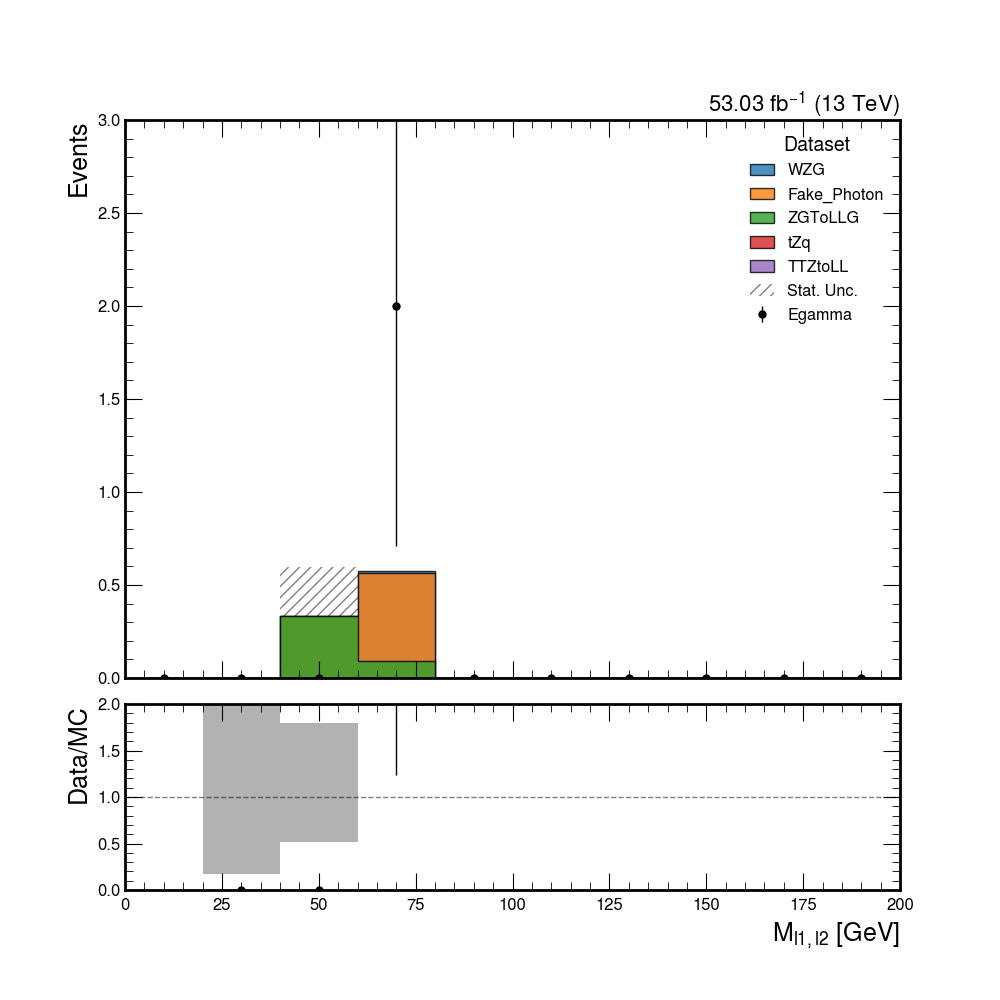 53.03 fb⁻¹ (13 TeV)
Events
3.0
2.5
2.0
1.5
1.0
0.5
0.0
Dataset
WZG
Fake_Photon
ZGToLLG
tZq
TTZtoLL
Stat. Unc.
Egamma
Data/MC
2.0
1.5
1.0
0.5
0.0
0 25 50 75 100 125 150 175 200
M_{l1, l2} [GeV]